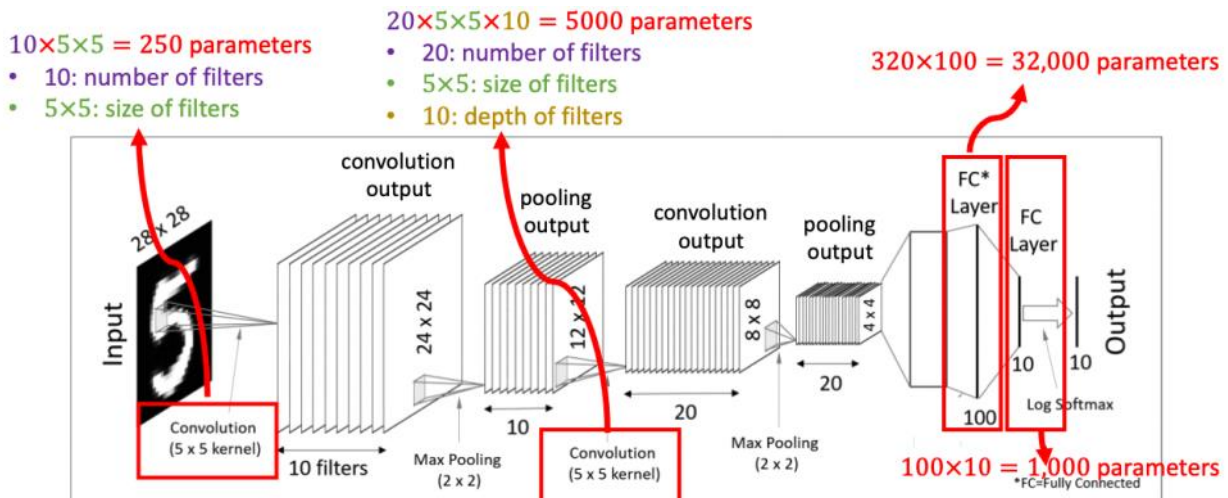 10×5×5 = 250 parameters
• 10: number of filters
• 5×5: size of filters
20×5×5×10 = 5000 parameters
• 20: number of filters
• 5×5: size of filters
• 10: depth of filters
320×100 = 32,000 parameters
Input
28 x 28
Convolution
(5 x 5 kernel)
convolution
output
24 x 24
10 filters
Max Pooling
(2 x 2)
pooling
output
12 x 12
10
Convolution
(5 x 5 kernel)
convolution
output
8 x 8
20
Max Pooling
(2 x 2)
pooling
output
4 x 4
20
FC*
Layer
100
FC
Layer
10
Log Softmax
10
Output
100×10 = 1,000 parameters
*FC=Fully Connected